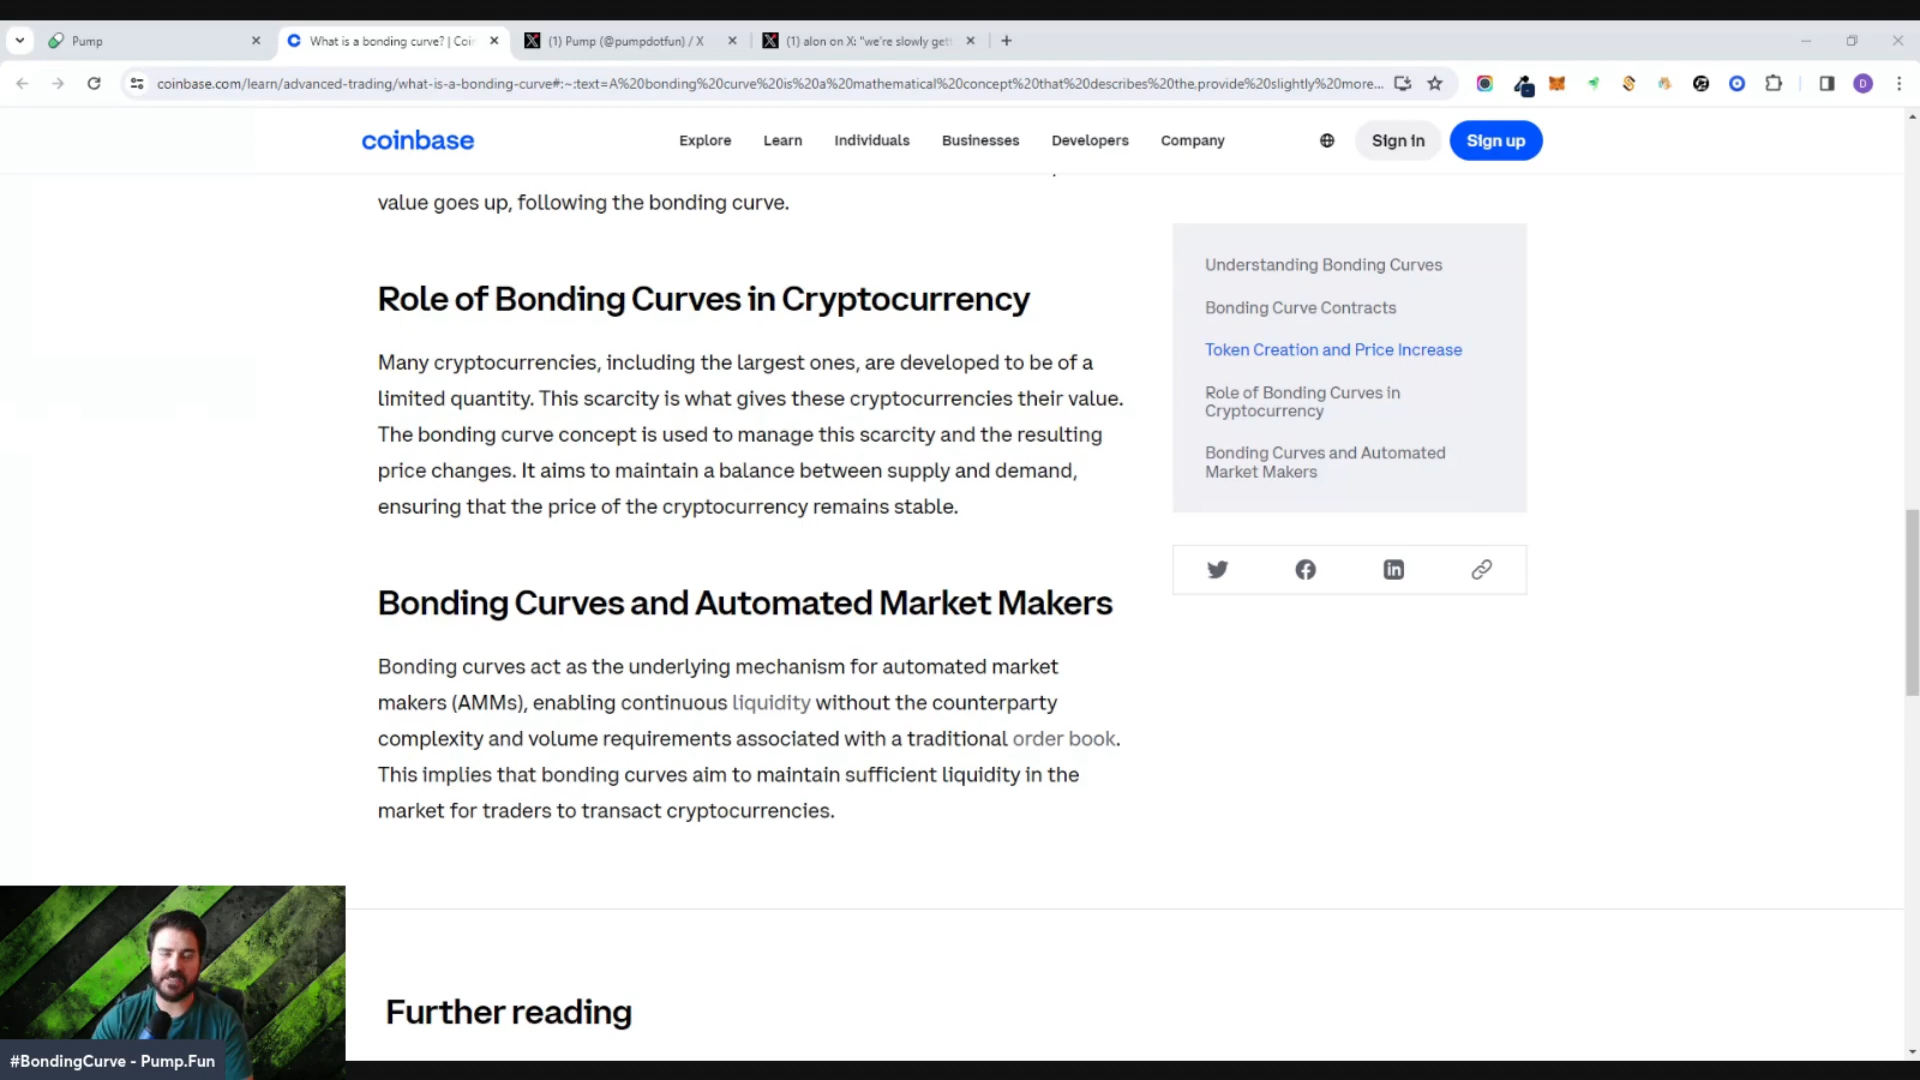 Pump
What is a bonding curve? | Coi
(1) Pump (@pumpdotfun) / X
(1) alon on X: "we're slowly gett
coinbase.com/learn/advanced-trading/what-is-a-bonding-curve#:~:text=A%20bonding%20curve%20is%20a%20mathematical%20concept%20that%20describes%20the,provide%20slightly%20more...
D
coinbase
Explore
Learn
Individuals
Businesses
Developers
Company
Sign in
Sign up
value goes up, following the bonding curve.
Role of Bonding Curves in Cryptocurrency
Many cryptocurrencies, including the largest ones, are developed to be of a
limited quantity. This scarcity is what gives these cryptocurrencies their value.
The bonding curve concept is used to manage this scarcity and the resulting
price changes. It aims to maintain a balance between supply and demand,
ensuring that the price of the cryptocurrency remains stable.
Bonding Curves and Automated Market Makers
Bonding curves act as the underlying mechanism for automated market
makers (AMMs), enabling continuous liquidity without the counterparty
complexity and volume requirements associated with a traditional order book.
This implies that bonding curves aim to maintain sufficient liquidity in the
market for traders to transact cryptocurrencies.
Understanding Bonding Curves
Bonding Curve Contracts
Token Creation and Price Increase
Role of Bonding Curves in
Cryptocurrency
Bonding Curves and Automated
Market Makers
Further reading
#BondingCurve - Pump.Fun